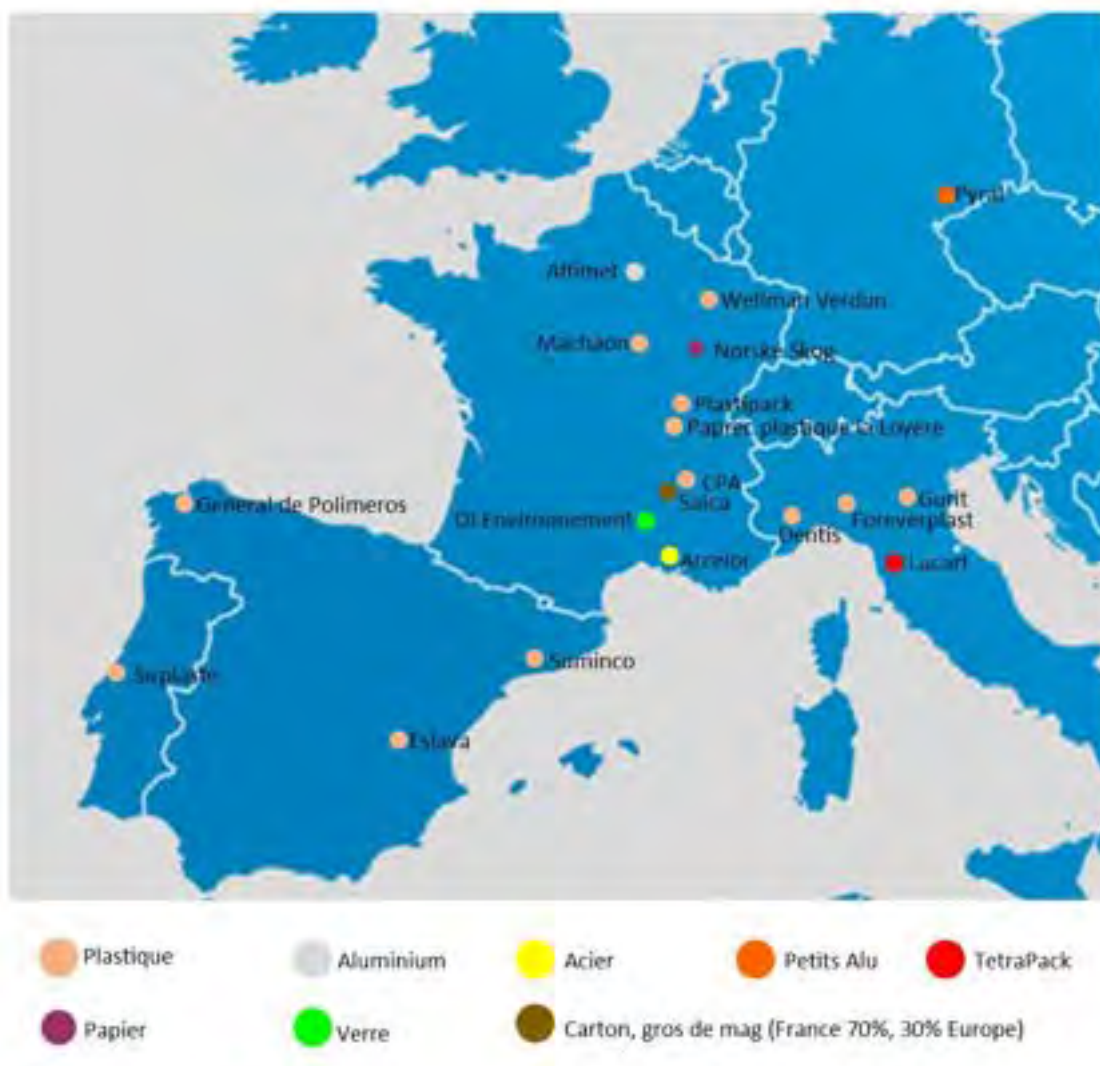 Pyral
Affimet
Wellman Verdun
Machaon
Norske Skog
Plastipack
Paprec plastique La Loyere
CPA
Saica
General de Polimeros
Gurit
OI Environnement
Foreverplast
Dentis
Arcelor
Lucart
Suminco
Sirplaste
Eslava
Plastique
Aluminium
Acier
Petits Alu
TetraPack
Papier
Verre
Carton, gros de mag (France 70%, 30% Europe)